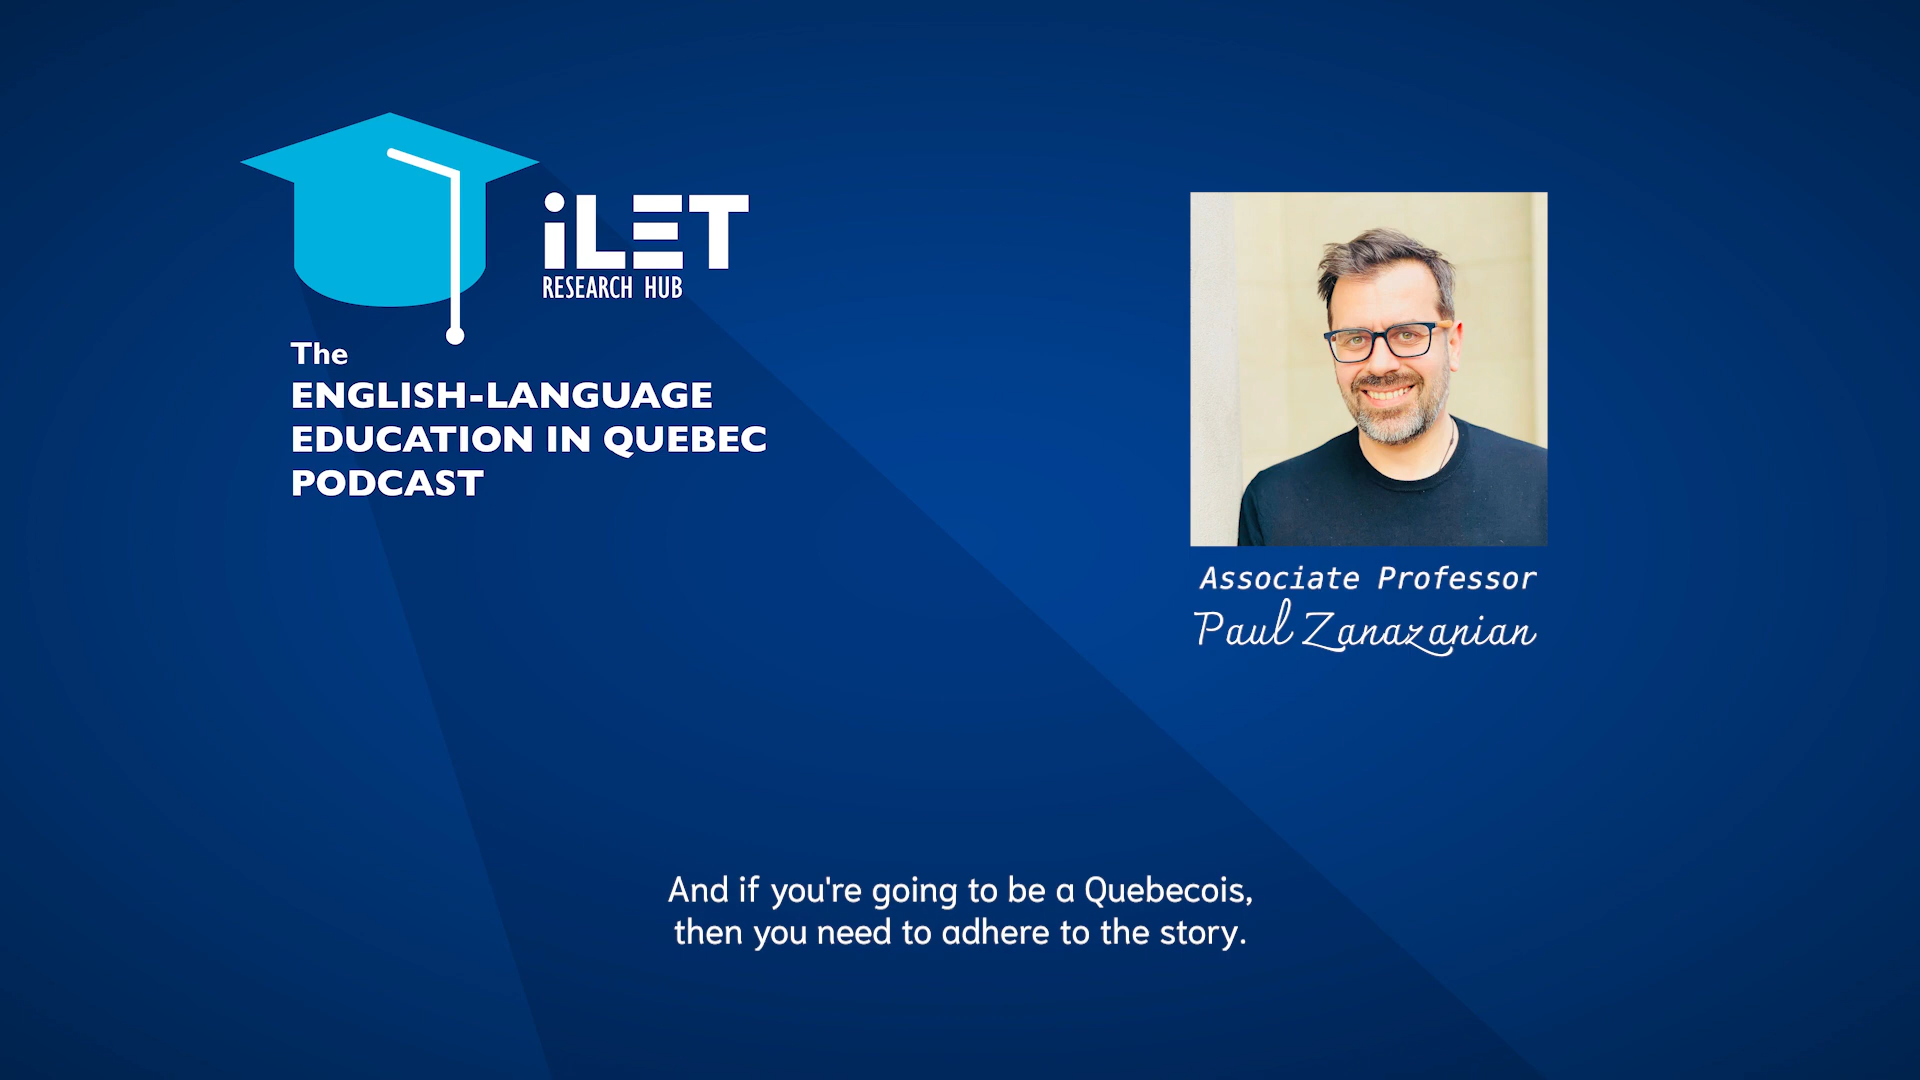 iLET
RESEARCH HUB
The
ENGLISH-LANGUAGE
EDUCATION IN QUEBEC
PODCAST
Associate Professor
Paul Zanazanian
And if you're going to be a Quebecois,
then you need to adhere to the story.